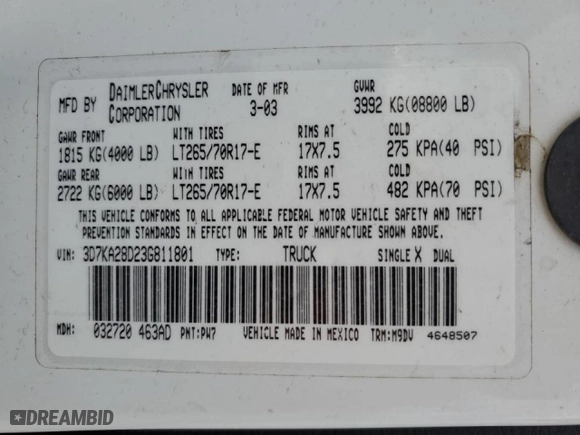 MFD BY DAIMLERCHRYSLER CORPORATION DATE OF MFR 3-03 GVWR 3992 KG(08800 LB)
GAWR FRONT WITH TIRES RIMS AT COLD
1815 KG(4000 LB) LT265/70R17-E 17X7.5 275 KPA(40 PSI)
GAWR REAR WITH TIRES RIMS AT COLD
2722 KG(6000 LB) LT265/70R17-E 17X7.5 482 KPA(70 PSI)
THIS VEHICLE CONFORMS TO ALL APPLICABLE FEDERAL MOTOR VEHICLE SAFETY AND THEFT
PREVENTION STANDARDS IN EFFECT ON THE DATE OF MANUFACTURE SHOWN ABOVE.
VIN: 3D7KA28D23G811801 TYPE: TRUCK SINGLE X DUAL
MDH: 032720 463AD PNT:PW7 VEHICLE MADE IN MEXICO TRM:M9DV 4648507
DREAMBID